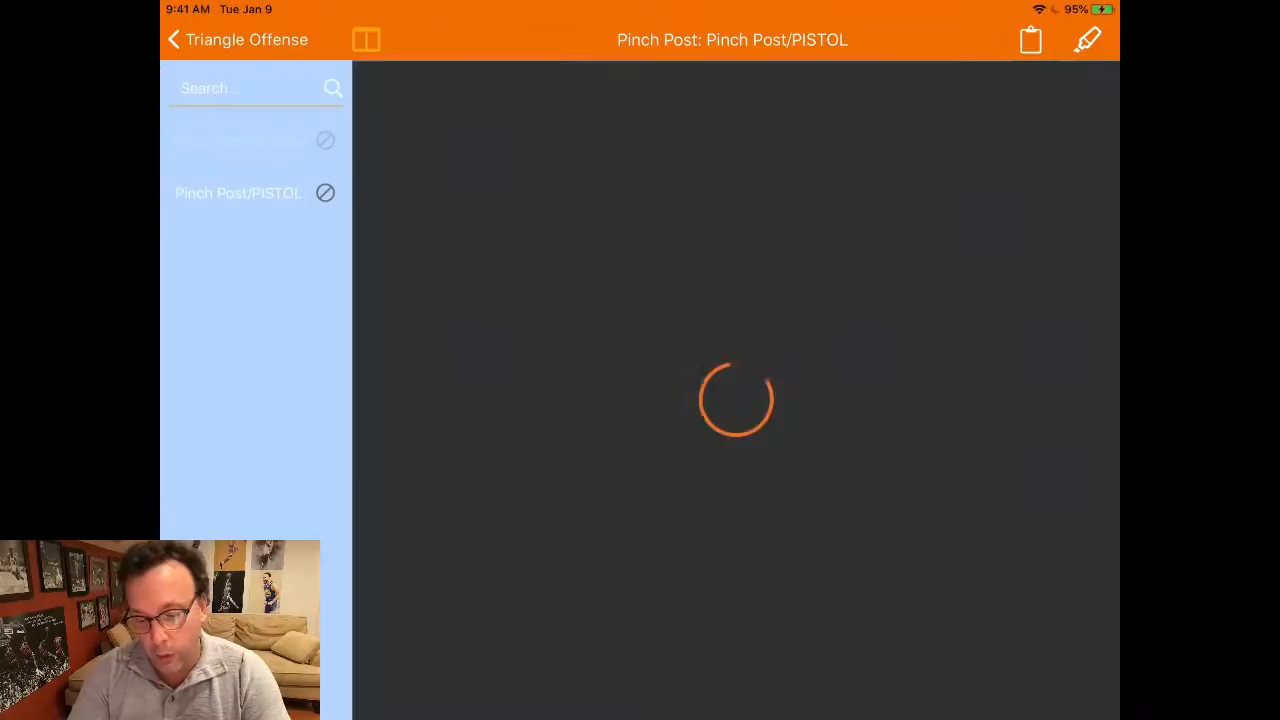 9:41 AM Tue Jan 9
95%
Triangle Offense
Pinch Post: Pinch Post/PISTOL
Search...
Pinch Post/PISTOL